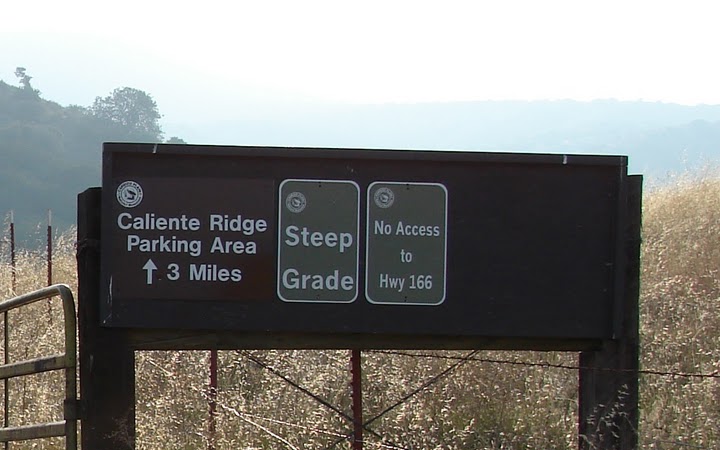 Caliente Ridge
Parking Area
↑ 3 Miles
Steep
Grade
No Access
to
Hwy 166